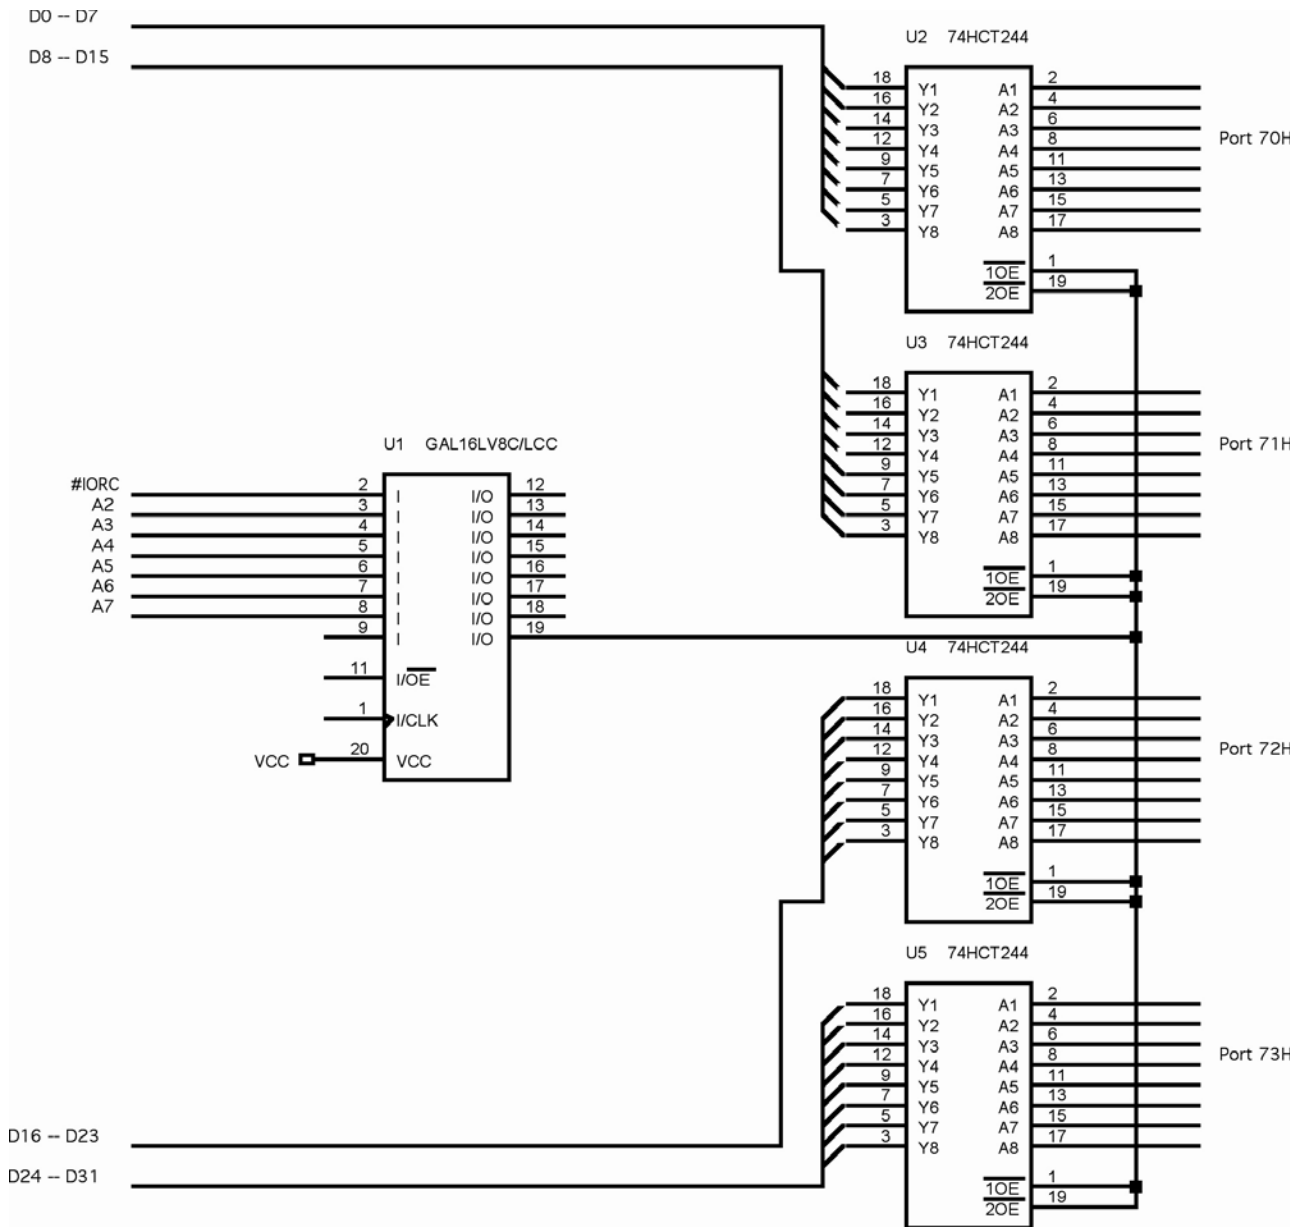 D0 -- D7
D8 -- D15
U2 74HCT244
18 Y1 A1 2
16 Y2 A2 4
14 Y3 A3 6
12 Y4 A4 8
9 Y5 A5 11
7 Y6 A6 13
5 Y7 A7 15
3 Y8 A8 17
1OE 1
2OE 19
Port 70H
U3 74HCT244
18 Y1 A1 2
16 Y2 A2 4
14 Y3 A3 6
12 Y4 A4 8
9 Y5 A5 11
7 Y6 A6 13
5 Y7 A7 15
3 Y8 A8 17
1OE 1
2OE 19
Port 71H
U1 GAL16LV8C/LCC
#IORC 2 I I/O 12
A2 3 I I/O 13
A3 4 I I/O 14
A4 5 I I/O 15
A5 6 I I/O 16
A6 7 I I/O 17
A7 8 I I/O 18
9 I I/O 19
11 I/OE
1 I/CLK
VCC 20 VCC
U4 74HCT244
18 Y1 A1 2
16 Y2 A2 4
14 Y3 A3 6
12 Y4 A4 8
9 Y5 A5 11
7 Y6 A6 13
5 Y7 A7 15
3 Y8 A8 17
1OE 1
2OE 19
Port 72H
U5 74HCT244
18 Y1 A1 2
16 Y2 A2 4
14 Y3 A3 6
12 Y4 A4 8
9 Y5 A5 11
7 Y6 A6 13
5 Y7 A7 15
3 Y8 A8 17
1OE 1
2OE 19
Port 73H
D16 -- D23
D24 -- D31